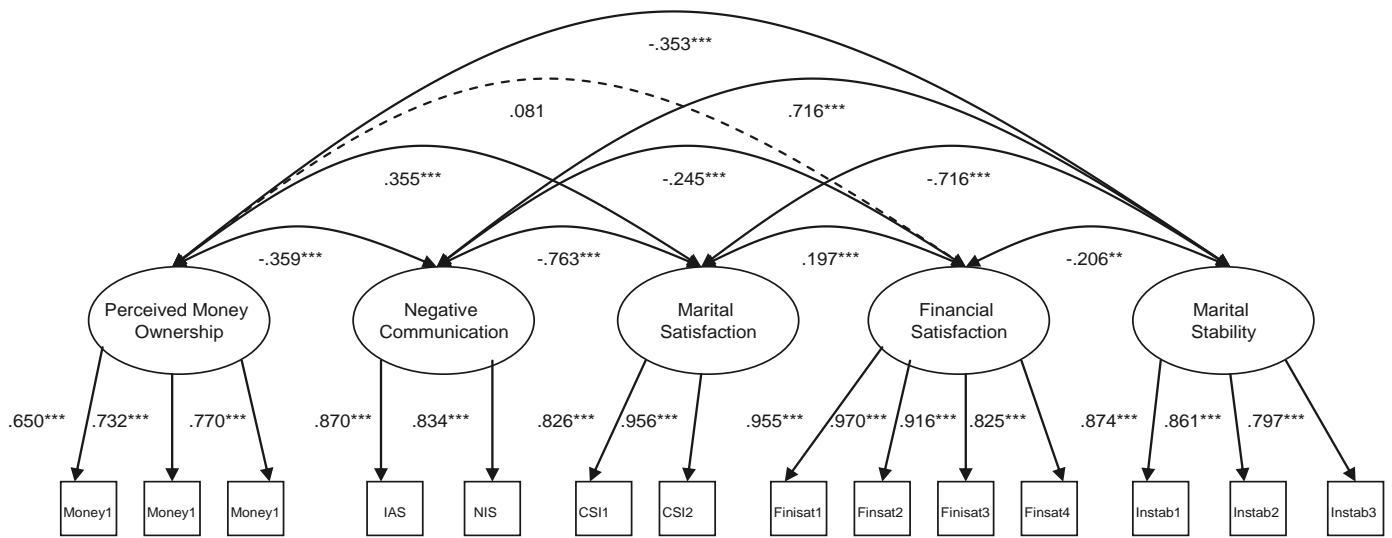 -.353***
.081
.716***
.355***
-.245***
-.716***
-.359***
-.763***
.197***
-.206**
Perceived Money
Ownership
Negative
Communication
Marital
Satisfaction
Financial
Satisfaction
Marital
Stability
.650***
.732***
.770***
.870***
.834***
.826***
.956***
.955***
.970***
.916***
.825***
.874***
.861***
.797***
Money1
Money1
Money1
IAS
NIS
CSI1
CSI2
Finisat1
Finsat2
Finisat3
Finsat4
Instab1
Instab2
Instab3